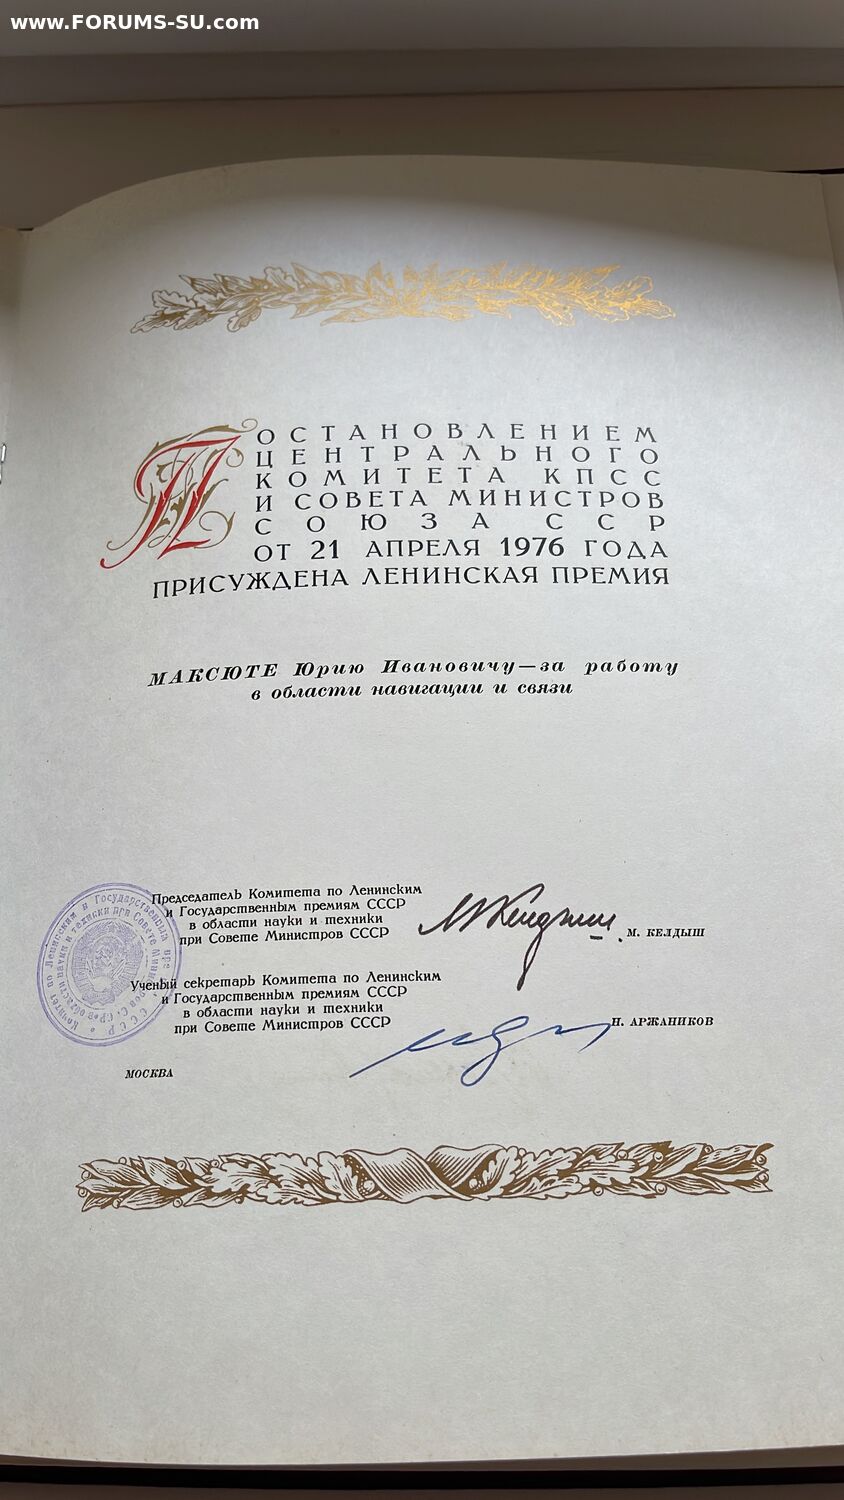 www.FORUMS-SU.com
ПОСТАНОВЛЕНИЕМ
ЦЕНТРАЛЬНОГО
КОМИТЕТА КПСС
И СОВЕТА МИНИСТРОВ
СОЮЗА ССР
ОТ 21 АПРЕЛЯ 1976 ГОДА
ПРИСУЖДЕНА ЛЕНИНСКАЯ ПРЕМИЯ
МАКСЮТЕ Юрию Ивановичу — за работу
в области навигации и связи
Председатель Комитета по Ленинским
и Государственным премиям СССР
в области науки и техники
при Совете Министров СССР
М. КЕЛДЫШ
Ученый секретарь Комитета по Ленинским
и Государственным премиям СССР
в области науки и техники
при Совете Министров СССР
Н. АРЖАНИКОВ
МОСКВА